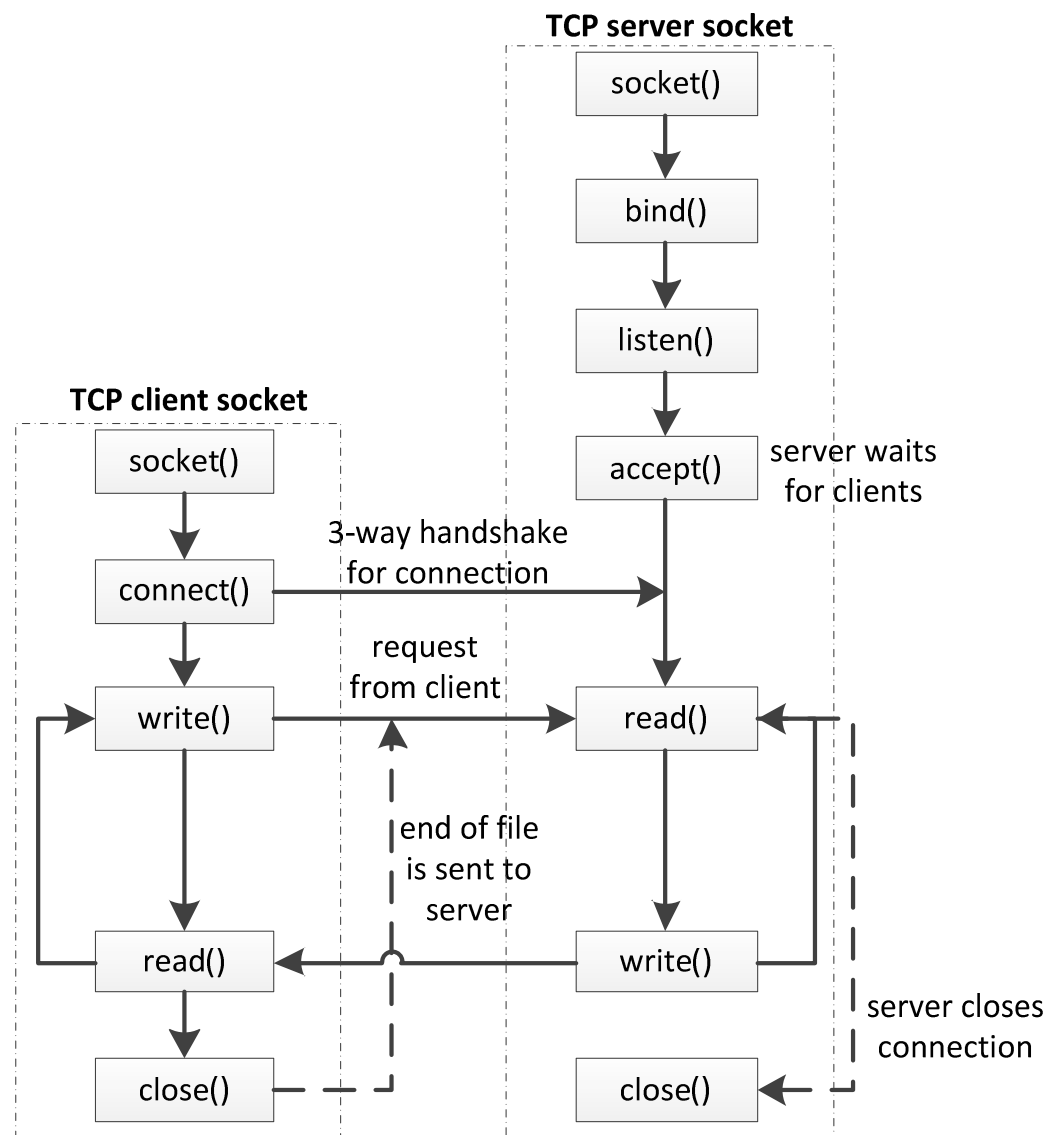 TCP server socket
socket()
bind()
listen()
accept()
server waits
for clients
TCP client socket
socket()
connect()
3-way handshake
for connection
write()
request
from client
read()
end of file
is sent to
server
read()
write()
close()
server closes
connection
close()